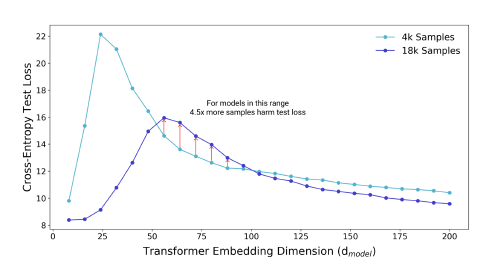 4k Samples
18k Samples
For models in this range
4.5x more samples harm test loss
Cross-Entropy Test Loss
22
20
18
16
14
12
10
8
0
25
50
75
100
125
150
175
200
Transformer Embedding Dimension (d_model)